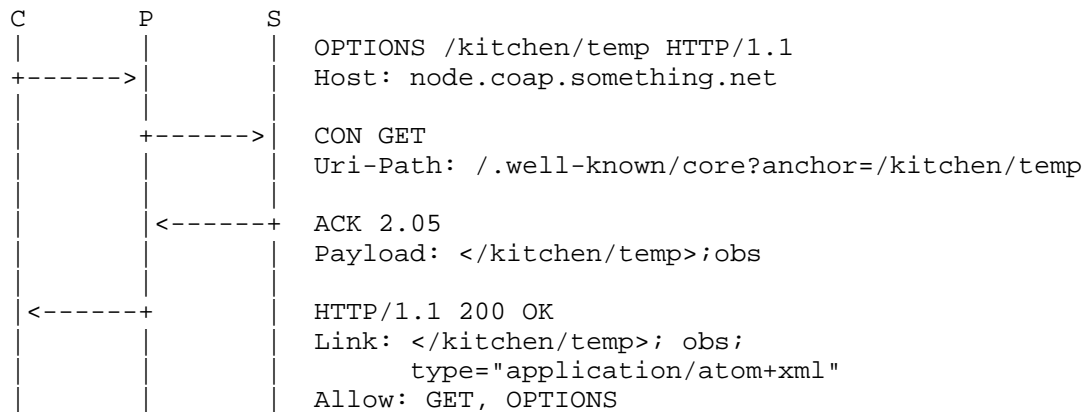 C P S
OPTIONS /kitchen/temp HTTP/1.1
Host: node.coap.something.net
CON GET
Uri-Path: /.well-known/core?anchor=/kitchen/temp
ACK 2.05
Payload: </kitchen/temp>;obs
HTTP/1.1 200 OK
Link: </kitchen/temp>; obs;
type="application/atom+xml"
Allow: GET, OPTIONS